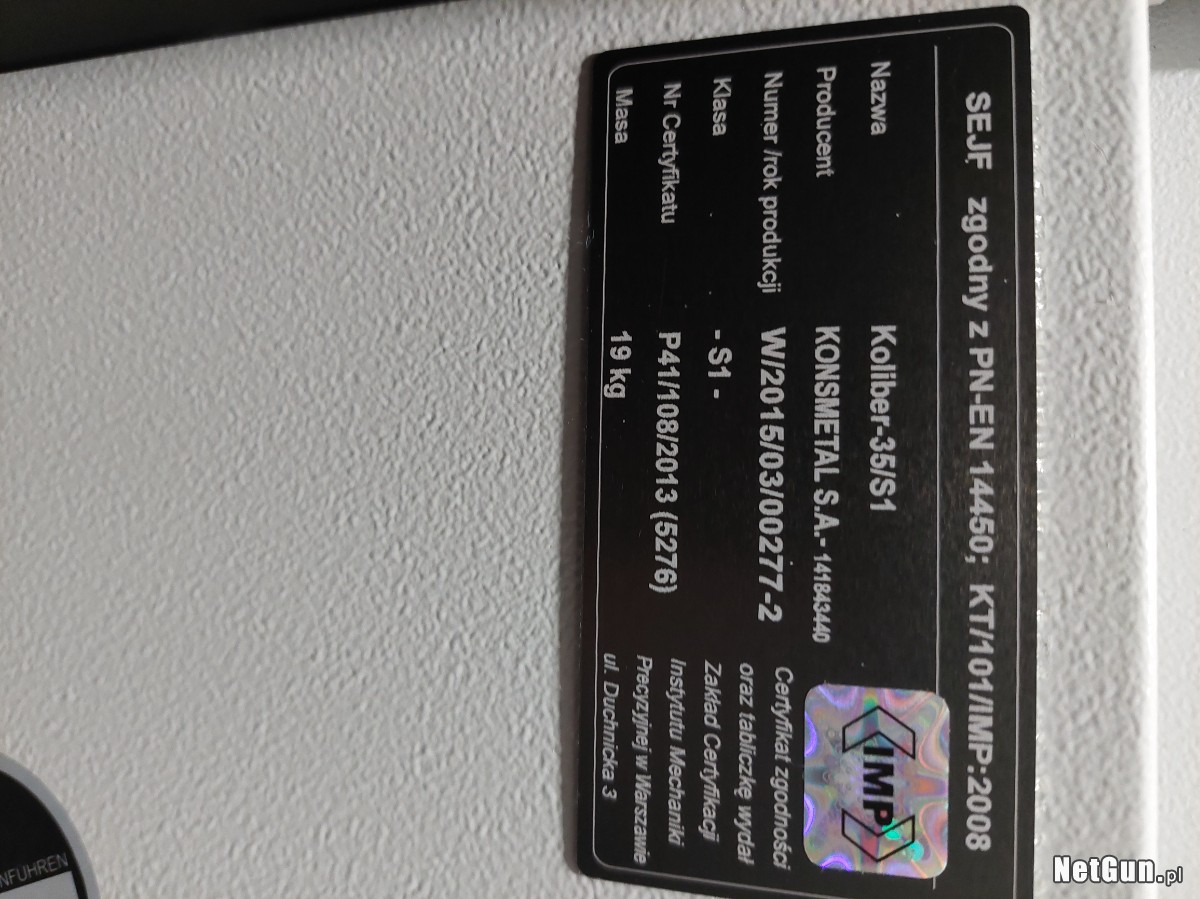 SEJF zgodny z PN-EN 14450; KT/101/IMP:2008
Nazwa Koliber-35/S1
Producent KONSMETAL S.A.- 141843440
Numer /rok produkcji W/2015/03/00277-2
Klasa - S1 -
Nr Certyfikatu P41/108/2013 (5276)
Masa 19 kg
IMP
Certyfikat zgodności
oraz tabliczkę wydał
Zakład Certyfikacji
Instytutu Mechaniki
Precyzyjnej w Warszawie
ul. Duchnicka 3
NetGun.pl